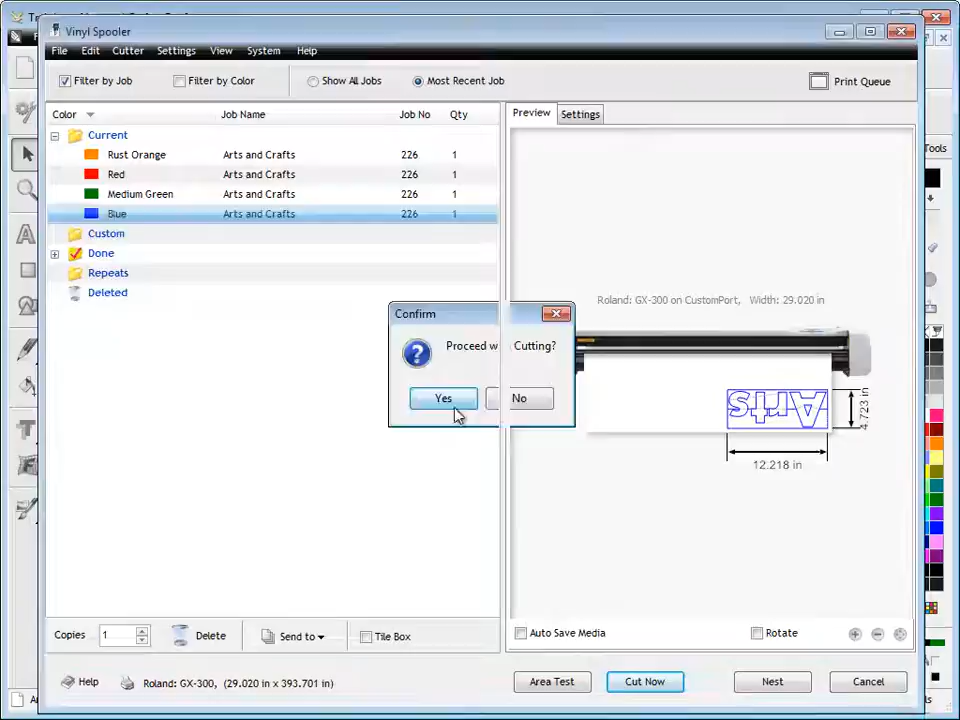 Vinyl Spooler
File Edit Cutter Settings View System Help
Filter by Job Filter by Color Show All Jobs Most Recent Job Print Queue
Color Job Name Job No Qty
Preview Settings
Current
Rust Orange Arts and Crafts 226 1
Red Arts and Crafts 226 1
Medium Green Arts and Crafts 226 1
Blue Arts and Crafts 226 1
Custom
Done
Repeats
Deleted
Tools
Roland: GX-300 on CustomPort, Width: 29.020 in
Confirm
Proceed w Cutting?
Yes No
Arts
4.723 in
12.218 in
Copies 1 Delete Send to Tile Box
Auto Save Media Rotate
Help Roland: GX-300, (29.020 in x 393.701 in)
Area Test Cut Now Nest Cancel